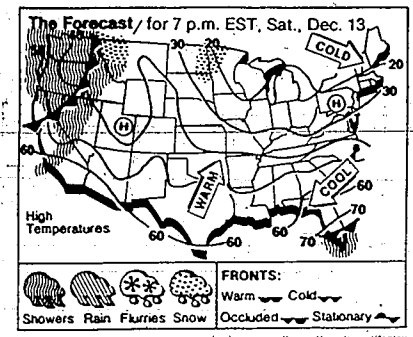 The Forecast / for 7 p.m. EST, Sat., Dec. 13
30 20
COLD
20
H
H
30
60
WARM
COOL
60
70
High
Temperatures
60 60 60 70
FRONTS:
Warm Cold
Showers Rain Flurries Snow
Occluded Stationary